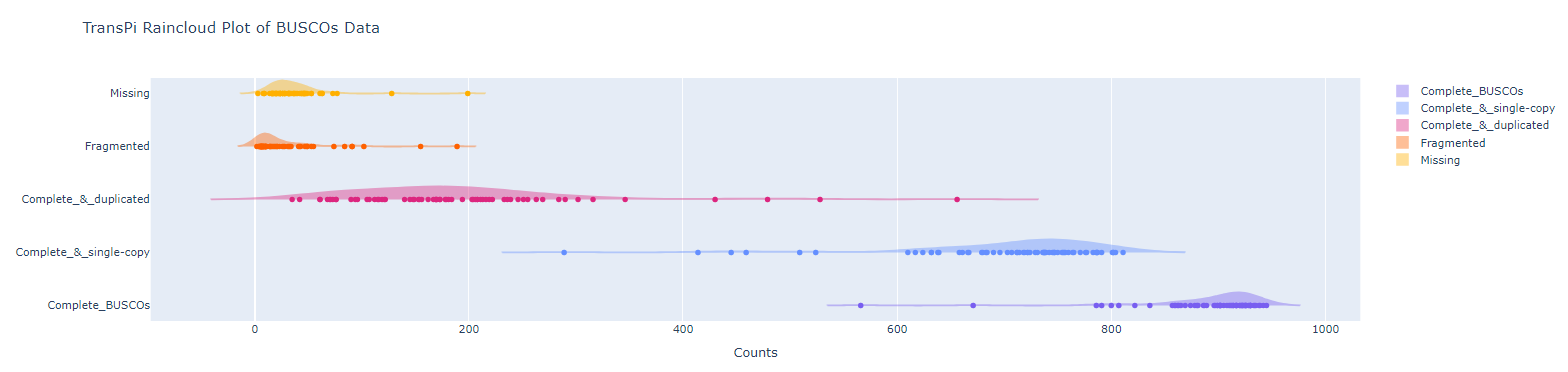 TransPi Raincloud Plot of BUSCOs Data
Missing
Fragmented
Complete_&_duplicated
Complete_&_single-copy
Complete_BUSCOs
0
200
400
600
800
1000
Counts
Complete_BUSCOs
Complete_&_single-copy
Complete_&_duplicated
Fragmented
Missing